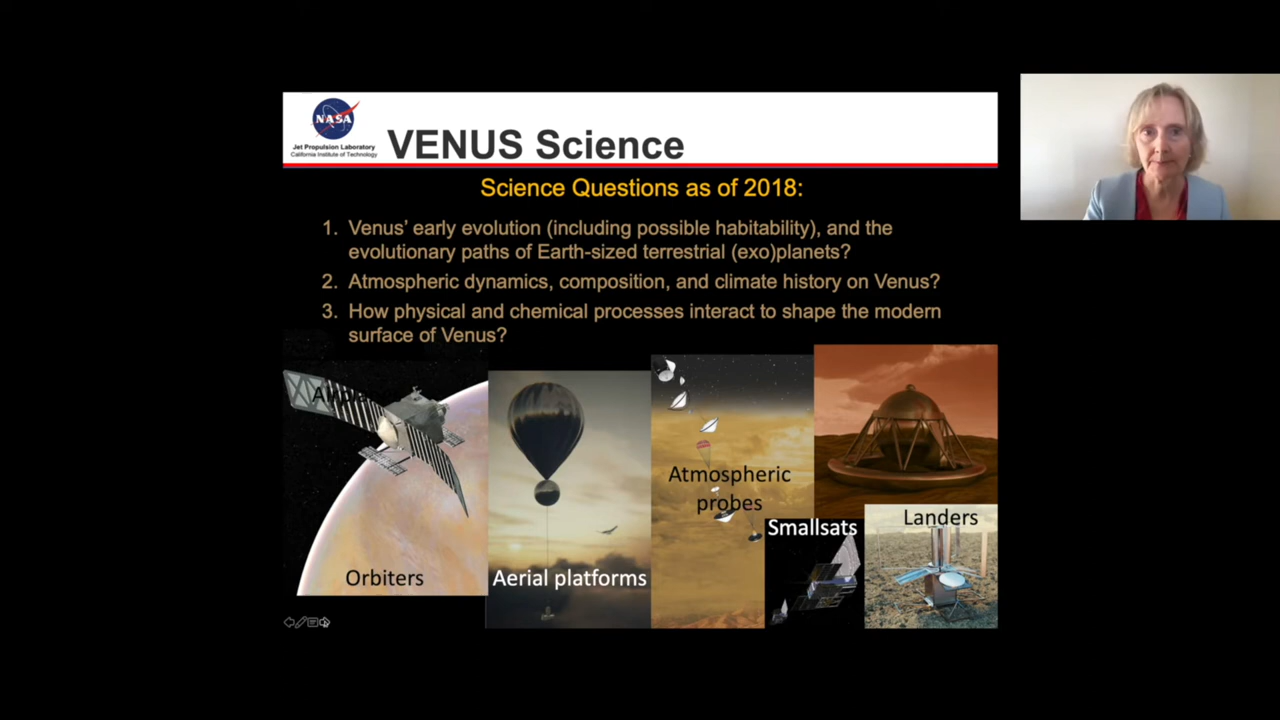 NASA
Jet Propulsion Laboratory
California Institute of Technology
VENUS Science
Science Questions as of 2018:
1. Venus' early evolution (including possible habitability), and the
evolutionary paths of Earth-sized terrestrial (exo)planets?
2. Atmospheric dynamics, composition, and climate history on Venus?
3. How physical and chemical processes interact to shape the modern
surface of Venus?
Orbiters
Aerial platforms
Atmospheric
probes
Smallsats
Landers